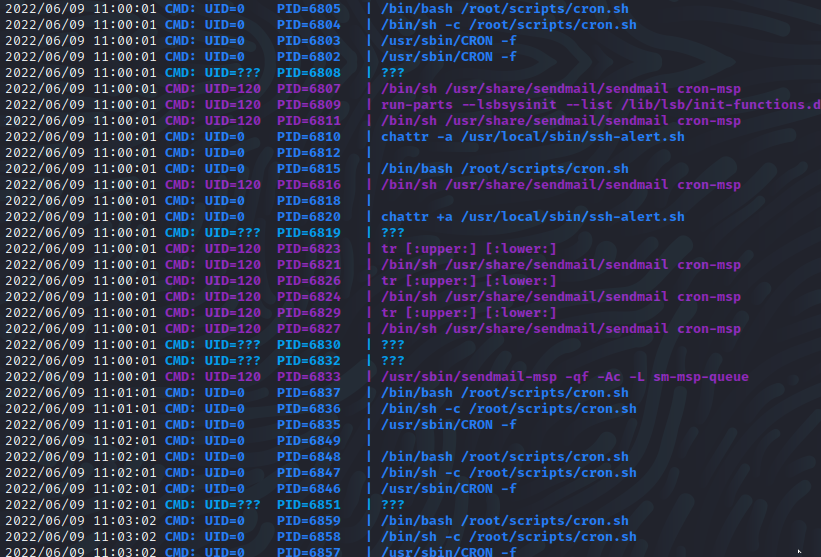 2022/06/09 11:00:01 CMD: UID=0    PID=6805   | /bin/bash /root/scripts/cron.sh
2022/06/09 11:00:01 CMD: UID=0    PID=6804   | /bin/sh -c /root/scripts/cron.sh
2022/06/09 11:00:01 CMD: UID=0    PID=6803   | /usr/sbin/CRON -f
2022/06/09 11:00:01 CMD: UID=0    PID=6802   | /usr/sbin/CRON -f
2022/06/09 11:00:01 CMD: UID=???  PID=6808   | ???
2022/06/09 11:00:01 CMD: UID=120  PID=6807   | /bin/sh /usr/share/sendmail/sendmail cron-msp
2022/06/09 11:00:01 CMD: UID=120  PID=6809   | run-parts --lsbsysinit --list /lib/lsb/init-functions.d
2022/06/09 11:00:01 CMD: UID=120  PID=6811   | /bin/sh /usr/share/sendmail/sendmail cron-msp
2022/06/09 11:00:01 CMD: UID=0    PID=6810   | chattr -a /usr/local/sbin/ssh-alert.sh
2022/06/09 11:00:01 CMD: UID=0    PID=6812   |
2022/06/09 11:00:01 CMD: UID=0    PID=6815   | /bin/bash /root/scripts/cron.sh
2022/06/09 11:00:01 CMD: UID=120  PID=6816   | /bin/sh /usr/share/sendmail/sendmail cron-msp
2022/06/09 11:00:01 CMD: UID=0    PID=6818   |
2022/06/09 11:00:01 CMD: UID=0    PID=6820   | chattr +a /usr/local/sbin/ssh-alert.sh
2022/06/09 11:00:01 CMD: UID=???  PID=6819   | ???
2022/06/09 11:00:01 CMD: UID=120  PID=6823   | tr [:upper:] [:lower:]
2022/06/09 11:00:01 CMD: UID=120  PID=6821   | /bin/sh /usr/share/sendmail/sendmail cron-msp
2022/06/09 11:00:01 CMD: UID=120  PID=6826   | tr [:upper:] [:lower:]
2022/06/09 11:00:01 CMD: UID=120  PID=6824   | /bin/sh /usr/share/sendmail/sendmail cron-msp
2022/06/09 11:00:01 CMD: UID=120  PID=6829   | tr [:upper:] [:lower:]
2022/06/09 11:00:01 CMD: UID=120  PID=6827   | /bin/sh /usr/share/sendmail/sendmail cron-msp
2022/06/09 11:00:01 CMD: UID=???  PID=6830   | ???
2022/06/09 11:00:01 CMD: UID=???  PID=6832   | ???
2022/06/09 11:00:01 CMD: UID=120  PID=6833   | /usr/sbin/sendmail-msp -qf -Ac -L sm-msp-queue
2022/06/09 11:01:01 CMD: UID=0    PID=6837   | /bin/bash /root/scripts/cron.sh
2022/06/09 11:01:01 CMD: UID=0    PID=6836   | /bin/sh -c /root/scripts/cron.sh
2022/06/09 11:01:01 CMD: UID=0    PID=6835   | /usr/sbin/CRON -f
2022/06/09 11:02:01 CMD: UID=0    PID=6849   |
2022/06/09 11:02:01 CMD: UID=0    PID=6848   | /bin/bash /root/scripts/cron.sh
2022/06/09 11:02:01 CMD: UID=0    PID=6847   | /bin/sh -c /root/scripts/cron.sh
2022/06/09 11:02:01 CMD: UID=0    PID=6846   | /usr/sbin/CRON -f
2022/06/09 11:02:01 CMD: UID=???  PID=6851   | ???
2022/06/09 11:03:02 CMD: UID=0    PID=6859   | /bin/bash /root/scripts/cron.sh
2022/06/09 11:03:02 CMD: UID=0    PID=6858   | /bin/sh -c /root/scripts/cron.sh
2022/06/09 11:03:02 CMD: UID=0    PID=6857   | /usr/sbin/CRON -f